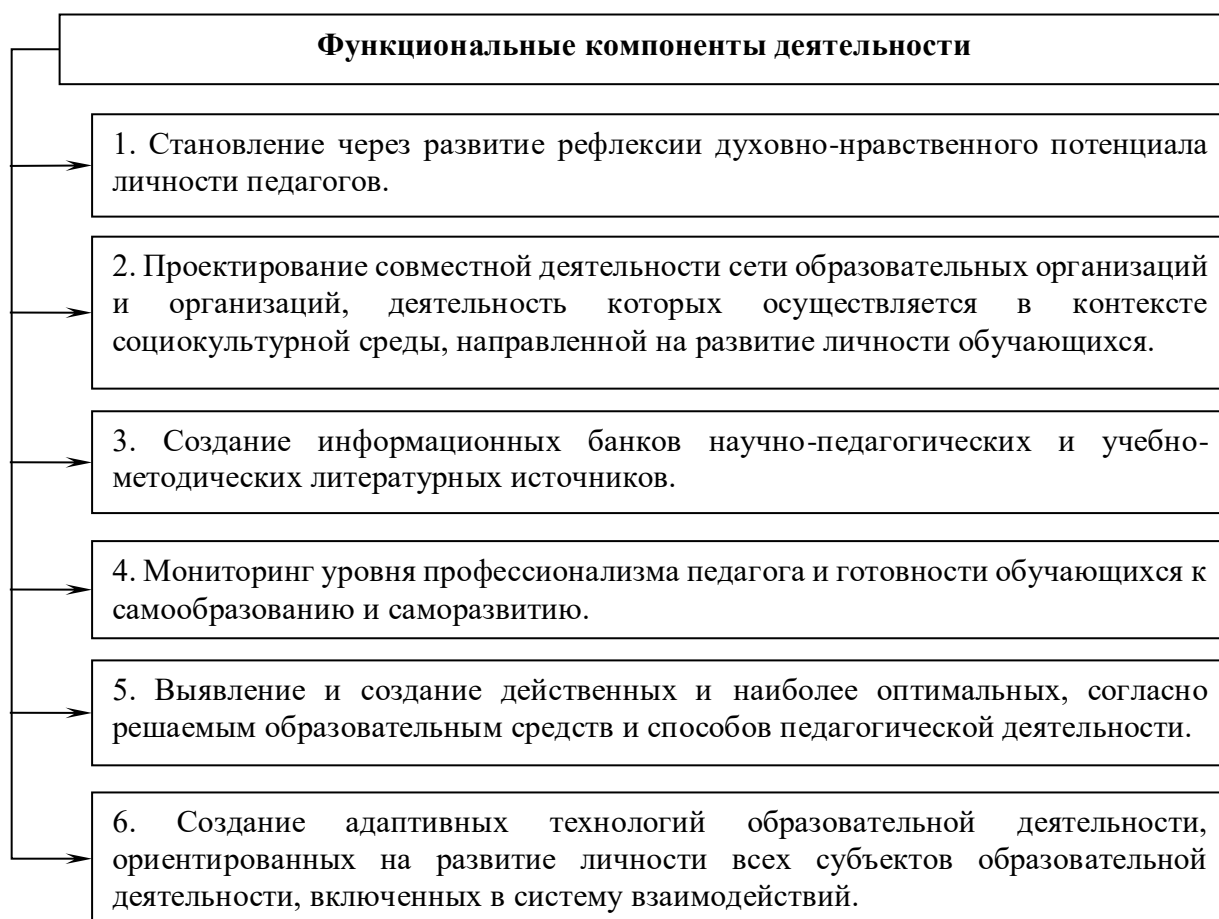 Функциональные компоненты деятельности
1. Становление через развитие рефлексии духовно-нравственного потенциала
личности педагогов.
2. Проектирование совместной деятельности сети образовательных организаций
и организаций, деятельность которых осуществляется в контексте
социокультурной среды, направленной на развитие личности обучающихся.
3. Создание информационных банков научно-педагогических и учебно-
методических литературных источников.
4. Мониторинг уровня профессионализма педагога и готовности обучающихся к
самообразованию и саморазвитию.
5. Выявление и создание действенных и наиболее оптимальных, согласно
решаемым образовательным средств и способов педагогической деятельности.
6. Создание адаптивных технологий образовательной деятельности,
ориентированных на развитие личности всех субъектов образовательной
деятельности, включенных в систему взаимодействий.